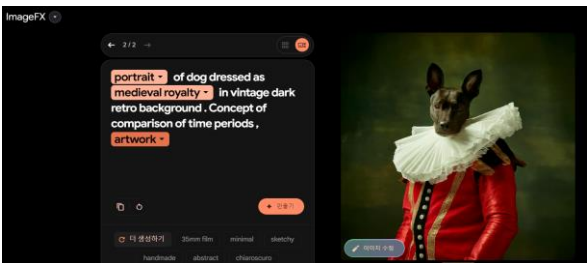 ImageFX
2/2
portrait of dog dressed as
medieval royalty in vintage dark
retro background . Concept of
comparison of time periods ,
artwork
만들기
더 생성하기 35mm film minimal sketchy
handmade abstract chiaroscuro
이미지 수정